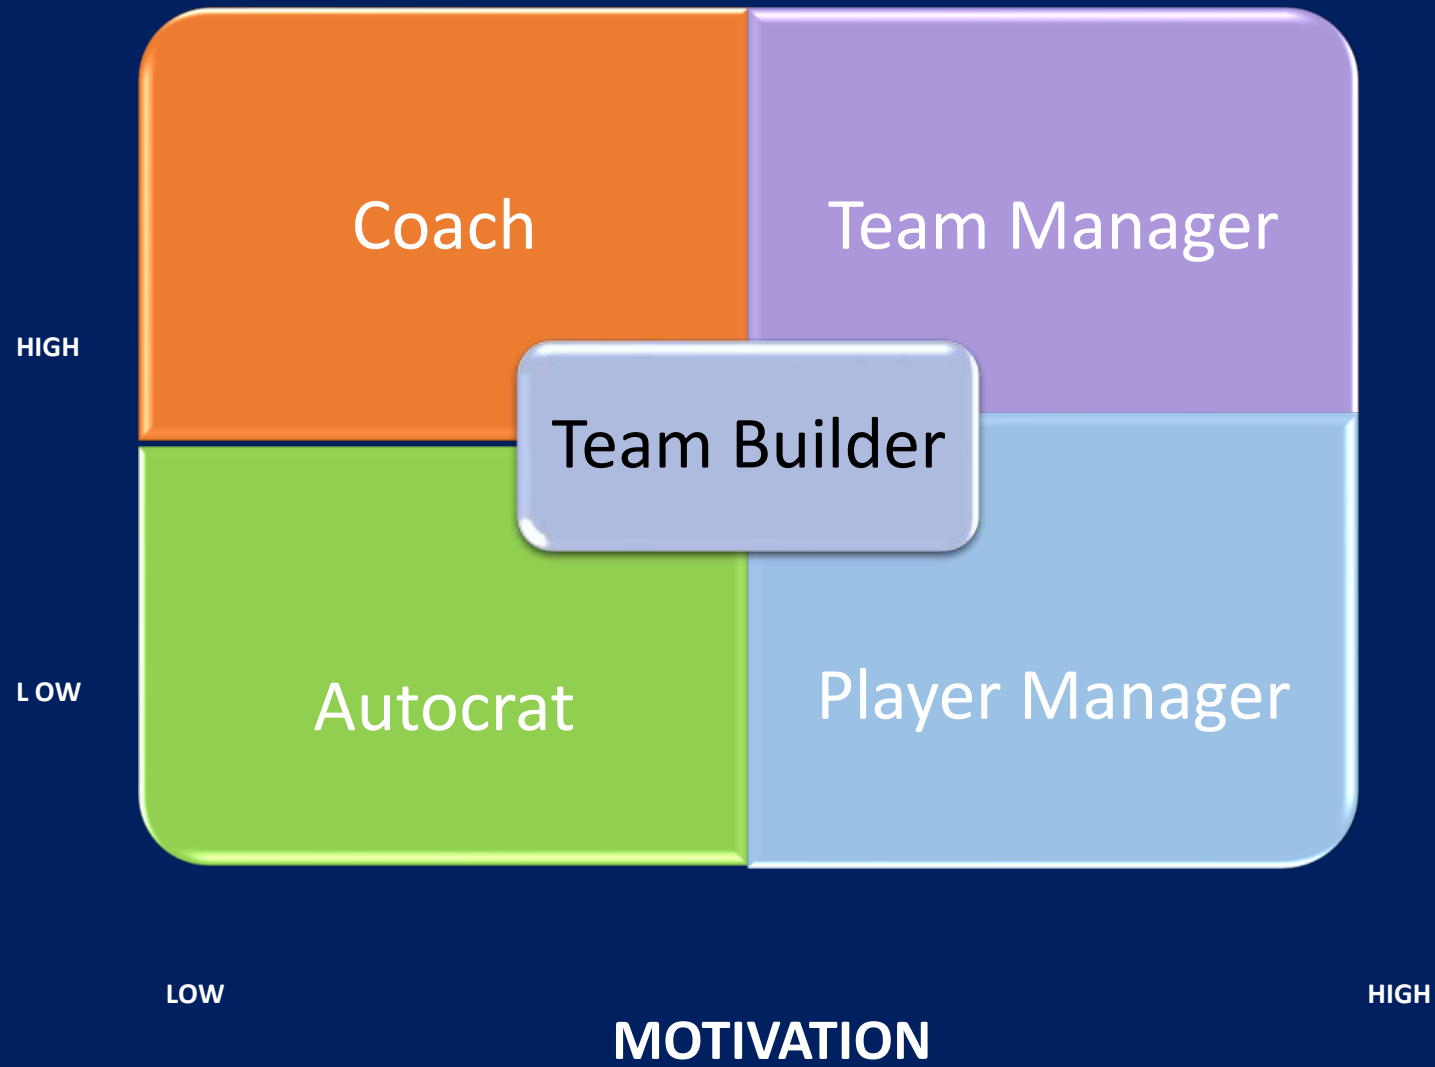 Coach
Team Manager
HIGH
Team Builder
L OW
Autocrat
Player Manager
LOW
HIGH
MOTIVATION